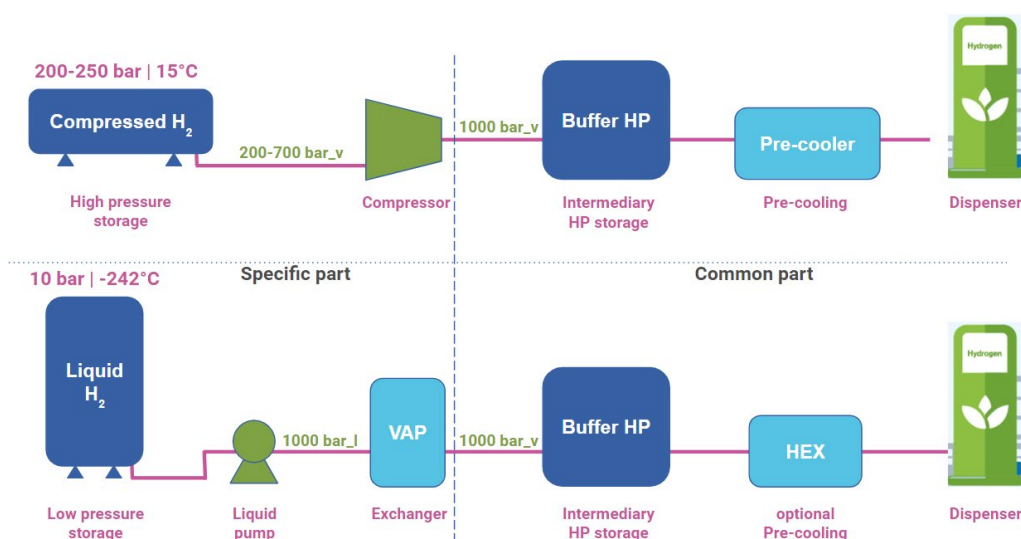 200-250 bar | 15°C
Compressed H2
200-700 bar_v
1000 bar_v
Buffer HP
Pre-cooler
Hydrogen
High pressure
storage
Compressor
Intermediary
HP storage
Pre-cooling
Dispenser
Specific part
Common part
10 bar | -242°C
Liquid
H2
1000 bar_l
VAP
1000 bar_v
Buffer HP
HEX
Hydrogen
Low pressure
storage
Liquid
pump
Exchanger
Intermediary
HP storage
optional
Pre-cooling
Dispenser